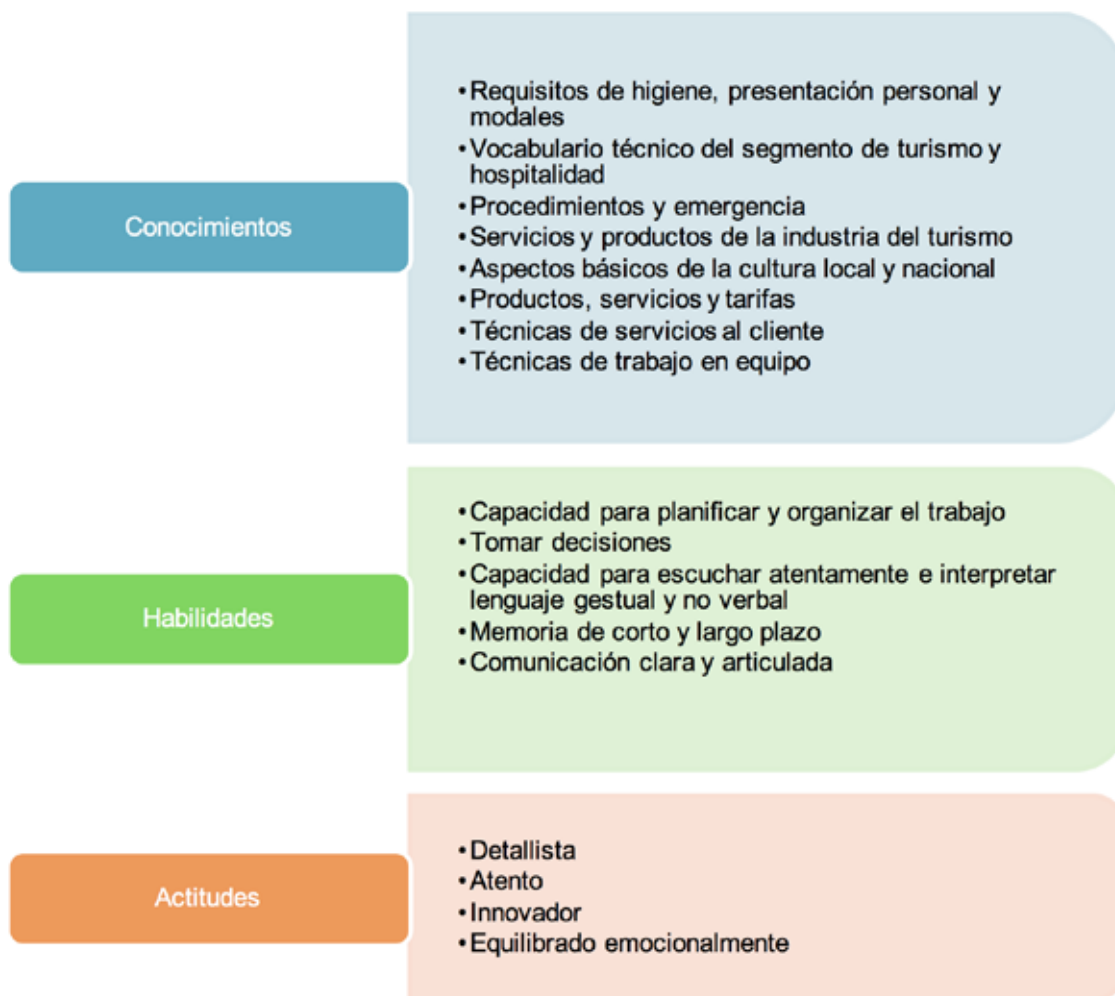 Conocimientos
•Requisitos de higiene, presentación personal y
modales
•Vocabulario técnico del segmento de turismo y
hospitalidad
•Procedimientos y emergencia
•Servicios y productos de la industria del turismo
•Aspectos básicos de la cultura local y nacional
•Productos, servicios y tarifas
•Técnicas de servicios al cliente
•Técnicas de trabajo en equipo
Habilidades
•Capacidad para planificar y organizar el trabajo
•Tomar decisiones
•Capacidad para escuchar atentamente e interpretar
lenguaje gestual y no verbal
•Memoria de corto y largo plazo
•Comunicación clara y articulada
Actitudes
•Detallista
•Atento
•Innovador
•Equilibrado emocionalmente